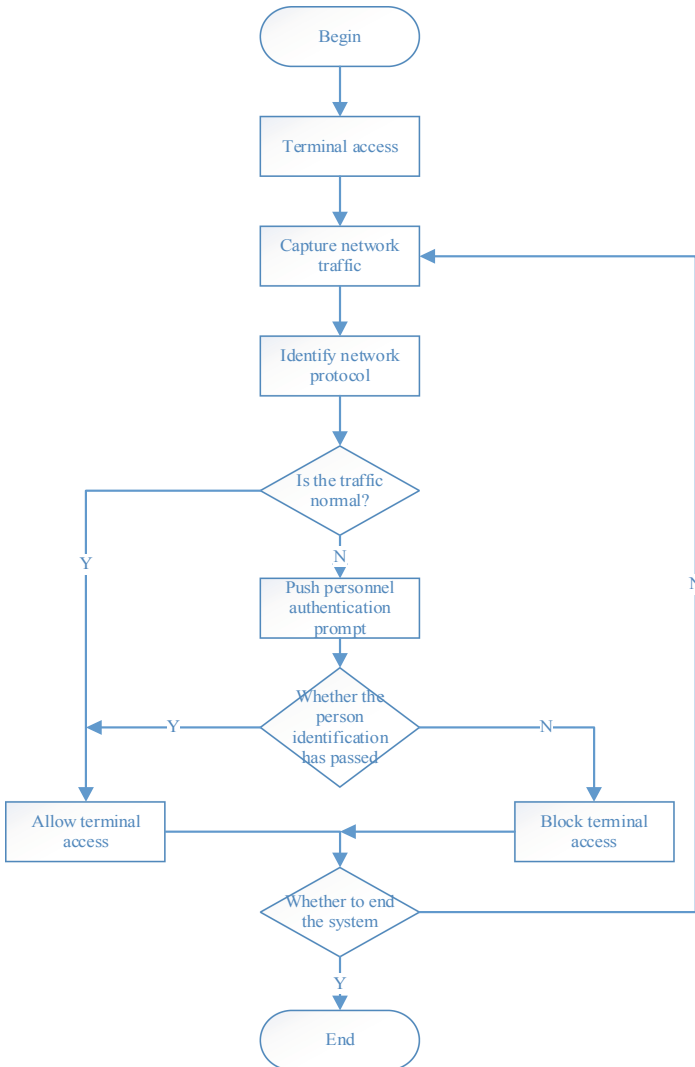 Begin
Terminal access
Capture network
traffic
Identify network
protocol
Is the traffic
normal?
Y
N
Push personnel
authentication
prompt
N
Whether the
person
identification
has passed
Y
N
Allow terminal
access
Block terminal
access
Whether to end
the system
Y
End